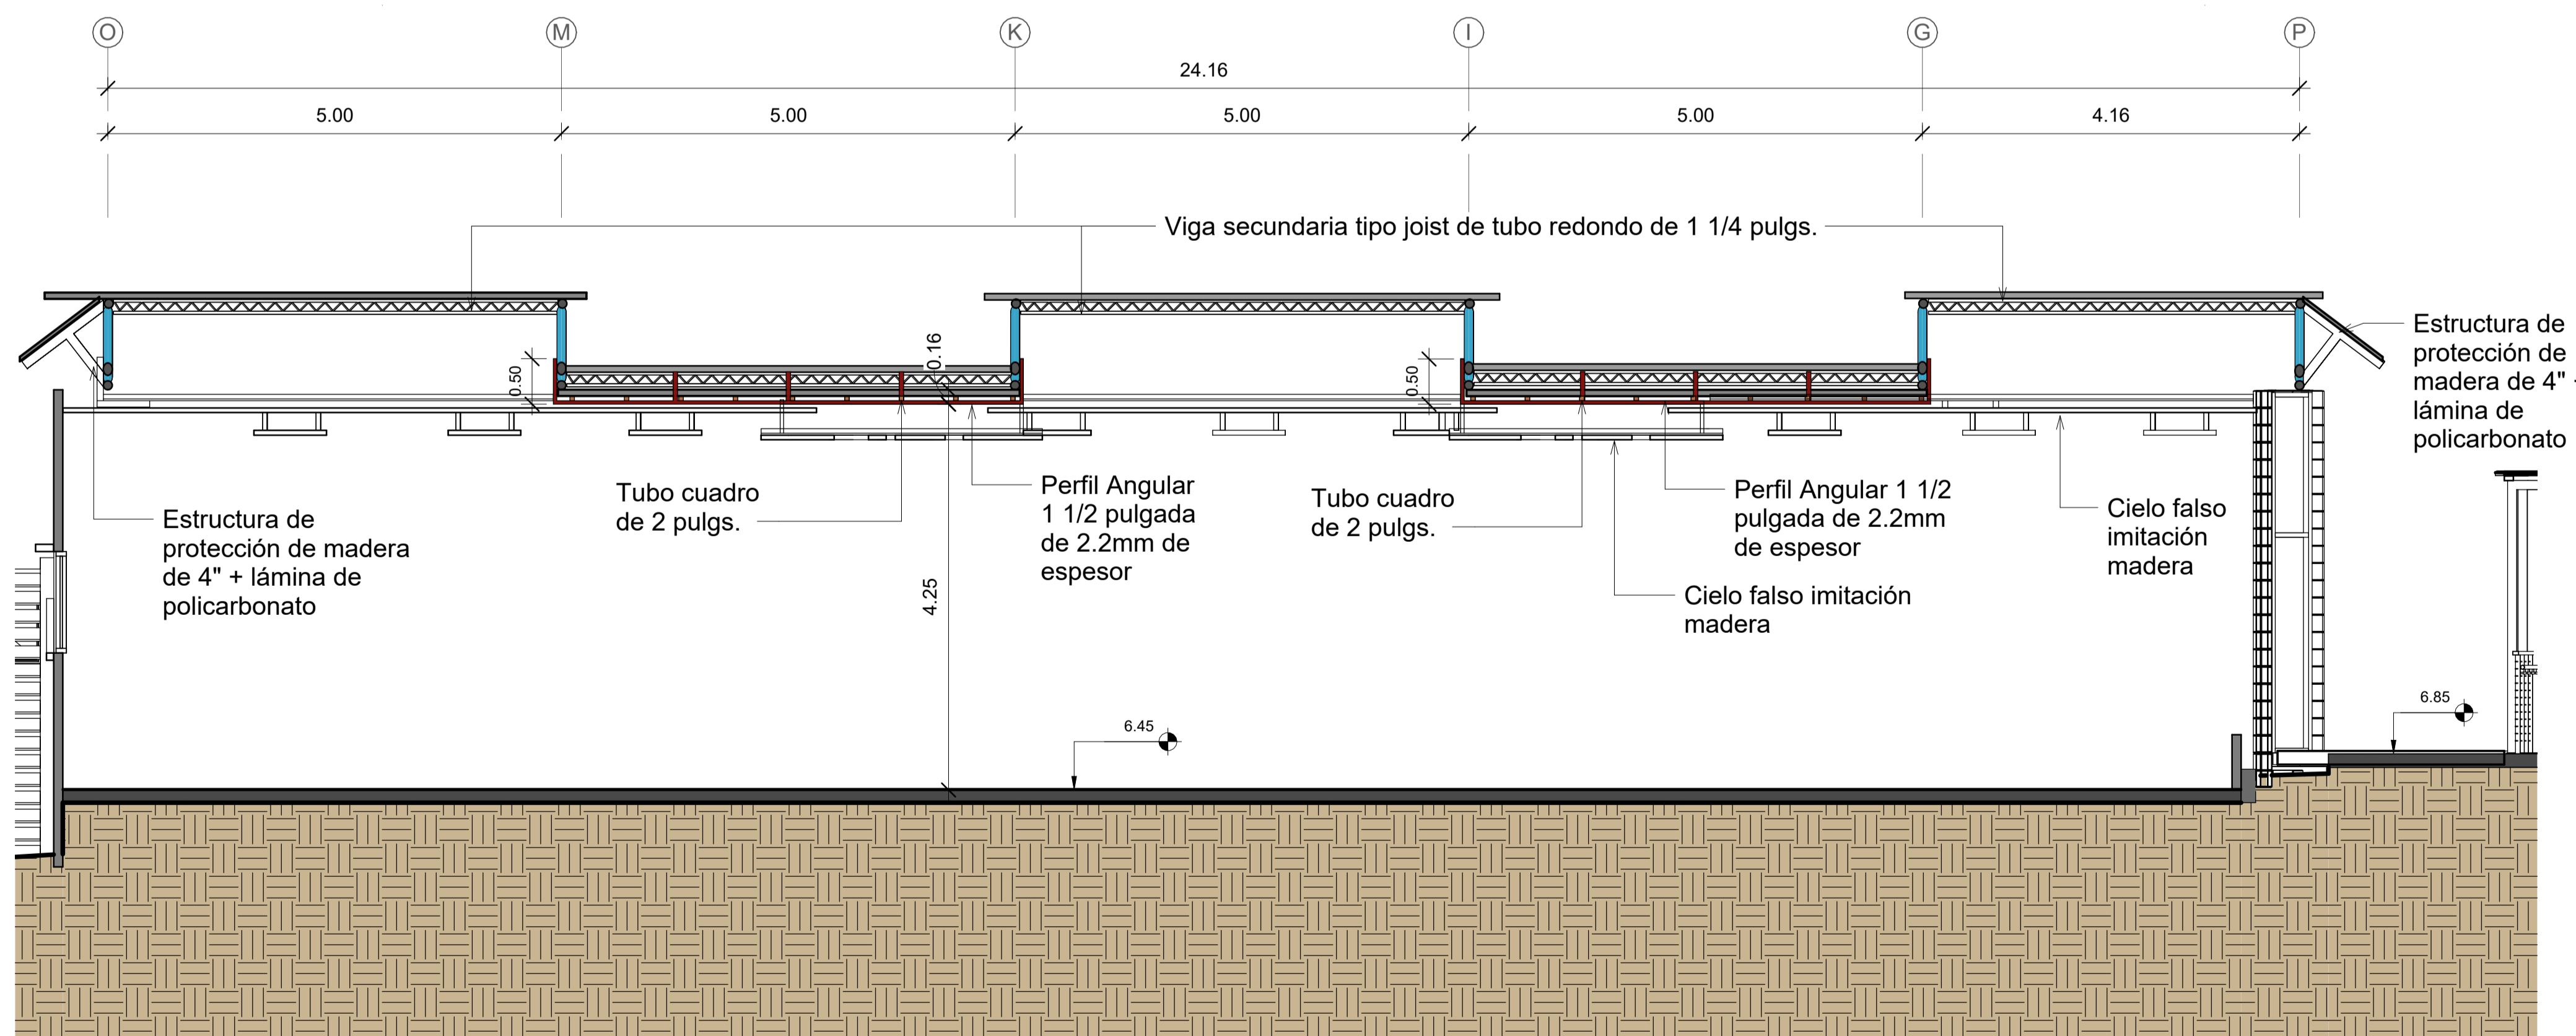 O
M
K
I
G
P
24.16
5.00
5.00
5.00
5.00
4.16
Viga secundaria tipo joist de tubo redondo de 1 1/4 pulgs.
0.50
0.16
0.50
Estructura de
protección de
madera de 4"
lámina de
policarbonato
Estructura de
protección de madera
de 4" + lámina de
policarbonato
Tubo cuadro
de 2 pulgs.
Perfil Angular
1 1/2 pulgada
de 2.2mm de
espesor
Tubo cuadro
de 2 pulgs.
Perfil Angular 1 1/2
pulgada de 2.2mm
de espesor
Cielo falso
imitación
madera
Cielo falso imitación
madera
4.25
6.45
6.85